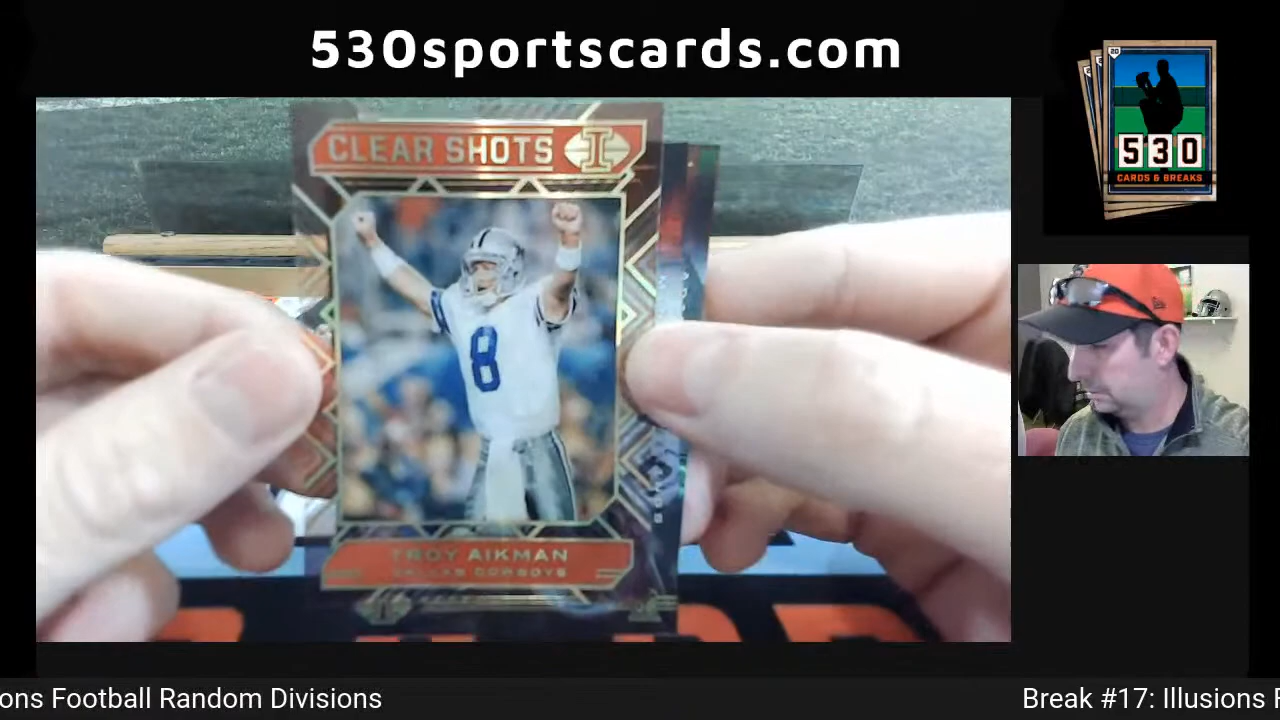 530sportscards.com
CLEAR SHOTS I
8
TROY AIKMAN
DALLAS COWBOYS
20
530
CARDS & BREAKS
ons Football Random Divisions
Break #17: Illusions F